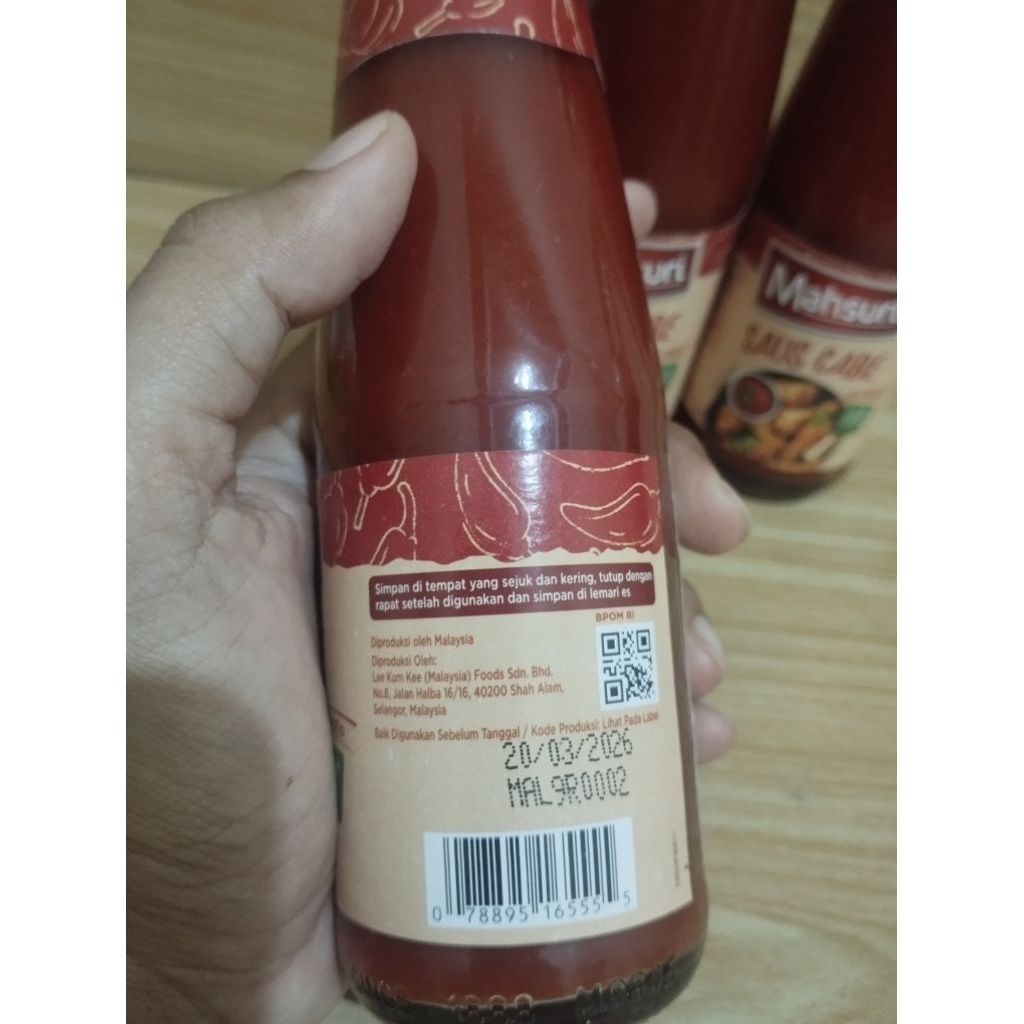 Mahsuri
SAUS CABE
uri
BE
Simpan di tempat yang sejuk dan kering, tutup dengan
rapat setelah digunakan dan simpan di lemari es
BPOM RI
Diproduksi oleh Malaysia
Diproduksi Oleh:
Lee Kum Kee (Malaysia) Foods Sdn. Bhd.
No.8, Jalan Halba 16/16, 40200 Shah Alam,
Selangor, Malaysia
Baik Digunakan Sebelum Tanggal / Kode Produksi: Lihat Pada Label
20/03/2026
MAL9R0002
0 78895 16555 5